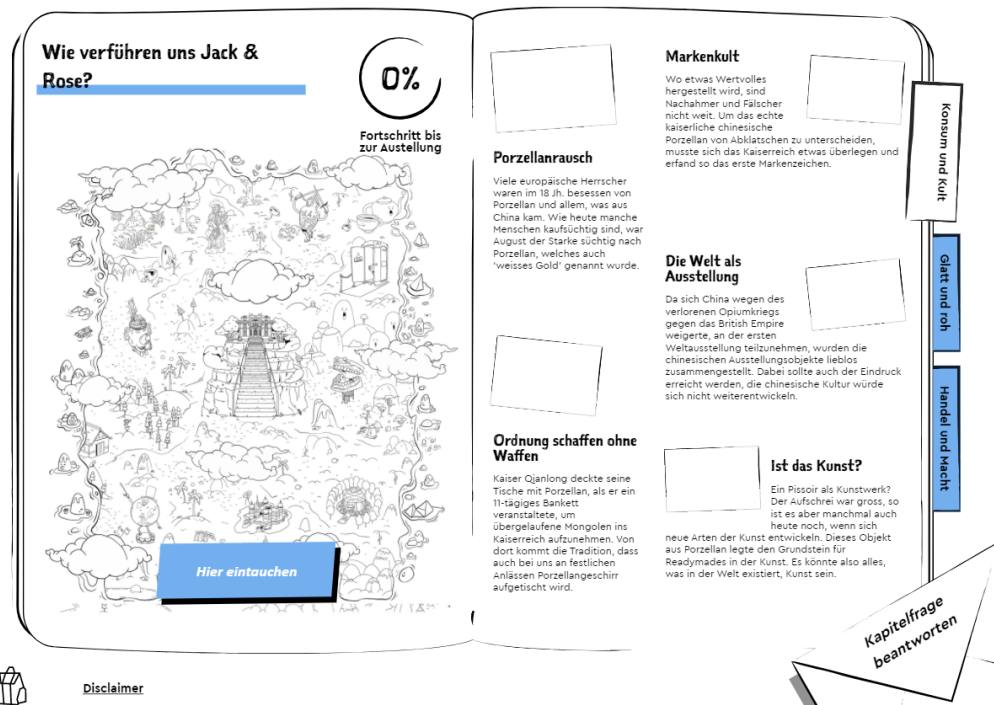 Wie verführen uns Jack &
Rose?
0%
Fortschritt bis
zur Austellung
Hier eintauchen
Porzellanrausch
Viele europäische Herrscher
waren im 18 Jh. besessen von
Porzellan und allem, was aus
China kam. Wie heute manche
Menschen kaufsüchtig sind, war
August der Starke süchtig nach
Porzellan, welches auch
‘weisses Gold’ genannt wurde.
Ordnung schaffen ohne
Waffen
Kaiser Qianlong deckte seine
Tische mit Porzellan, als er ein
11-tägiges Bankett
veranstaltete, um
übergelaufene Mongolen ins
Kaiserreich aufzunehmen. Von
dort kommt die Tradition, dass
auch bei uns an festlichen
Anlässen Porzellangeschirr
aufgetischt wird.
Markenkult
Wo etwas Wertvolles
hergestellt wird, sind
Nachahmer und Fälscher
nicht weit. Um das echte
kaiserliche chinesische
Porzellan von Abklatschen zu unterscheiden,
musste sich das Kaiserreich etwas überlegen und
erfand so das erste Markenzeichen.
Die Welt als
Ausstellung
Da sich China wegen des
verlorenen Opiumkriegs
gegen das British Empire
weigerte, an der ersten
Weltausstellung teilzunehmen, wurden die
chinesischen Ausstellungsobjekte lieblos
zusammengestellt. Dabei sollte auch der Eindruck
erreicht werden, die chinesische Kultur würde
sich nicht weiterentwickeln.
Ist das Kunst?
Ein Pissoir als Kunstwerk?
Der Aufschrei war gross, so
ist es aber manchmal auch
heute noch, wenn sich
neue Arten der Kunst entwickeln. Dieses Objekt
aus Porzellan legte den Grundstein für
Readymades in der Kunst. Es könnte also alles,
was in der Welt existiert, Kunst sein.
Konsum und Kult
Glatt und roh
Handel und Macht
Kapitelfrage
beantworten
Disclaimer